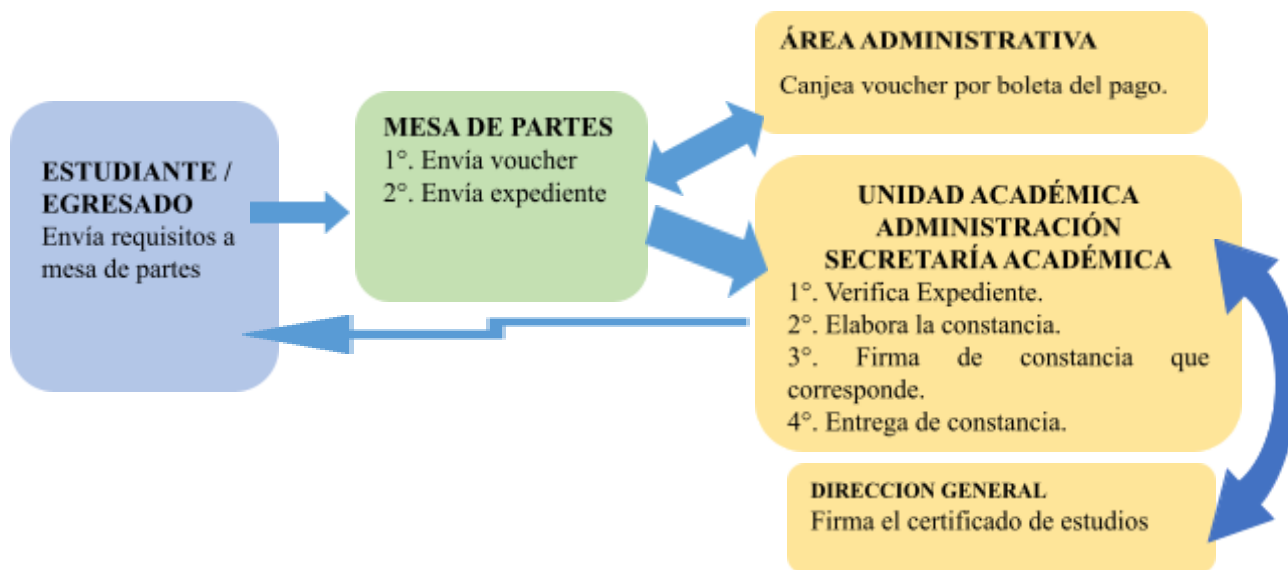 ESTUDIANTE /
EGRESADO
Envía requisitos a
mesa de partes
MESA DE PARTES
1°. Envía voucher
2°. Envía expediente
ÁREA ADMINISTRATIVA
Canjea voucher por boleta del pago.
UNIDAD ACADÉMICA
ADMINISTRACIÓN
SECRETARÍA ACADÉMICA
1°. Verifica Expediente.
2°. Elabora la constancia.
3°. Firma de constancia que
corresponde.
4°. Entrega de constancia.
DIRECCION GENERAL
Firma el certificado de estudios